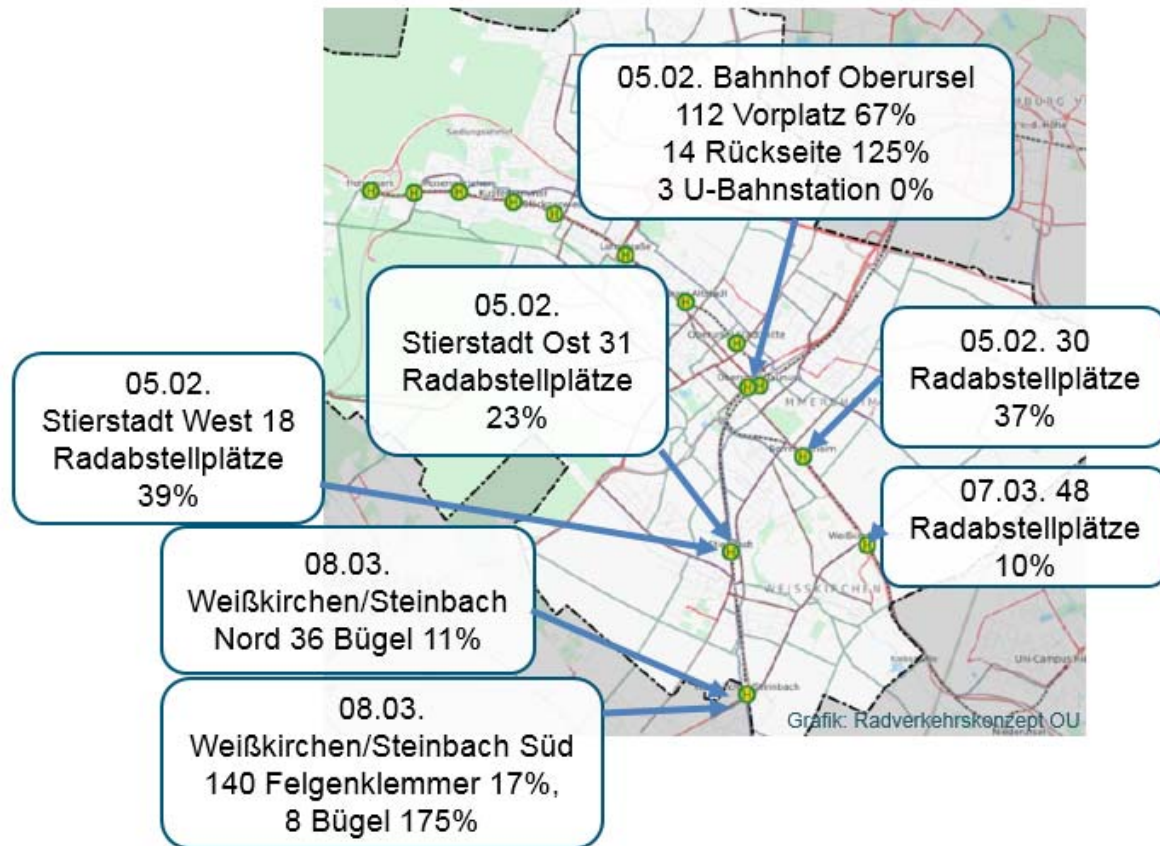 05.02. Bahnhof Oberursel
112 Vorplatz 67%
14 Rückseite 125%
3 U-Bahnstation 0%
05.02.
Stierstadt Ost 31
Radabstellplätze
23%
05.02. 30
Radabstellplätze
37%
05.02.
Stierstadt West 18
Radabstellplätze
39%
07.03. 48
Radabstellplätze
10%
08.03.
Weißkirchen/Steinbach
Nord 36 Bügel 11%
08.03.
Weißkirchen/Steinbach Süd
140 Felgenklemmer 17%,
8 Bügel 175%
WEISSKIRCHEN
UNI-Campus
Grafik: Radverkehrskonzept OU